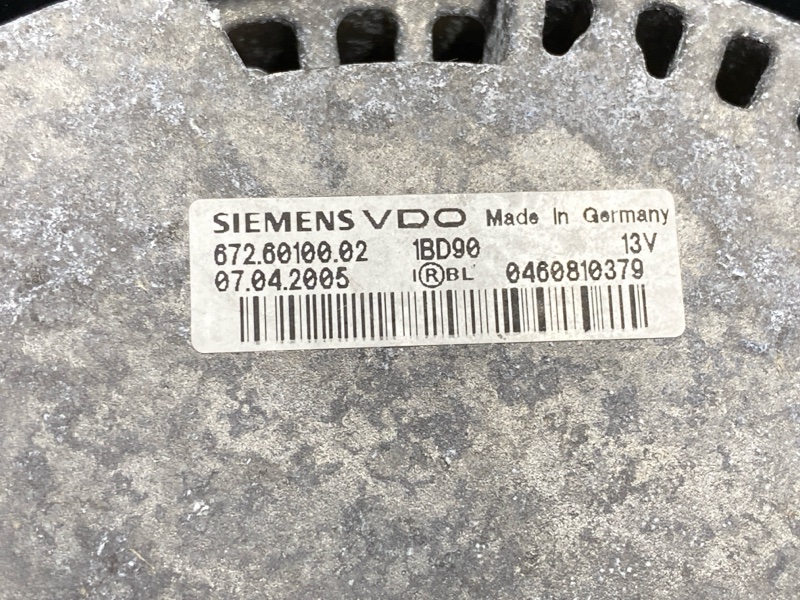 SIEMENS VDO Made In Germany
672.60100.02 1BD90 13V
07.04.2005 I®BL 0460810379